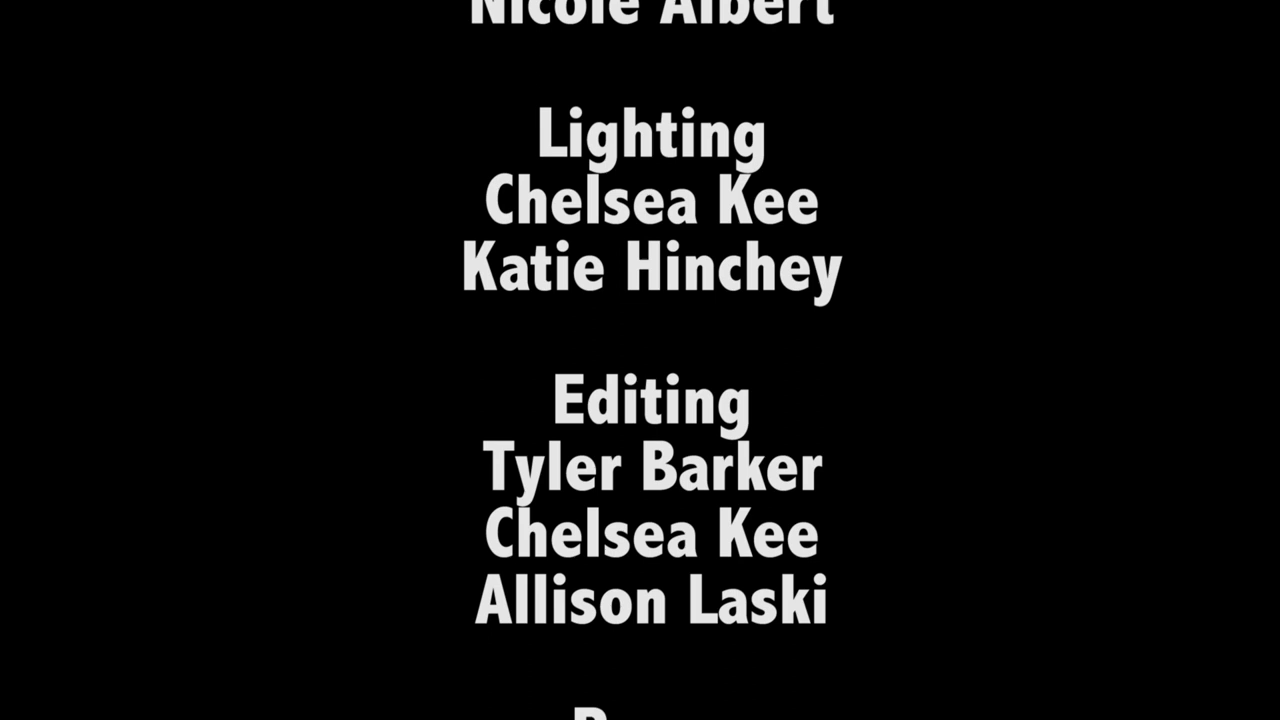 Nicole Albert
Lighting
Chelsea Kee
Katie Hinchey
Editing
Tyler Barker
Chelsea Kee
Allison Laski